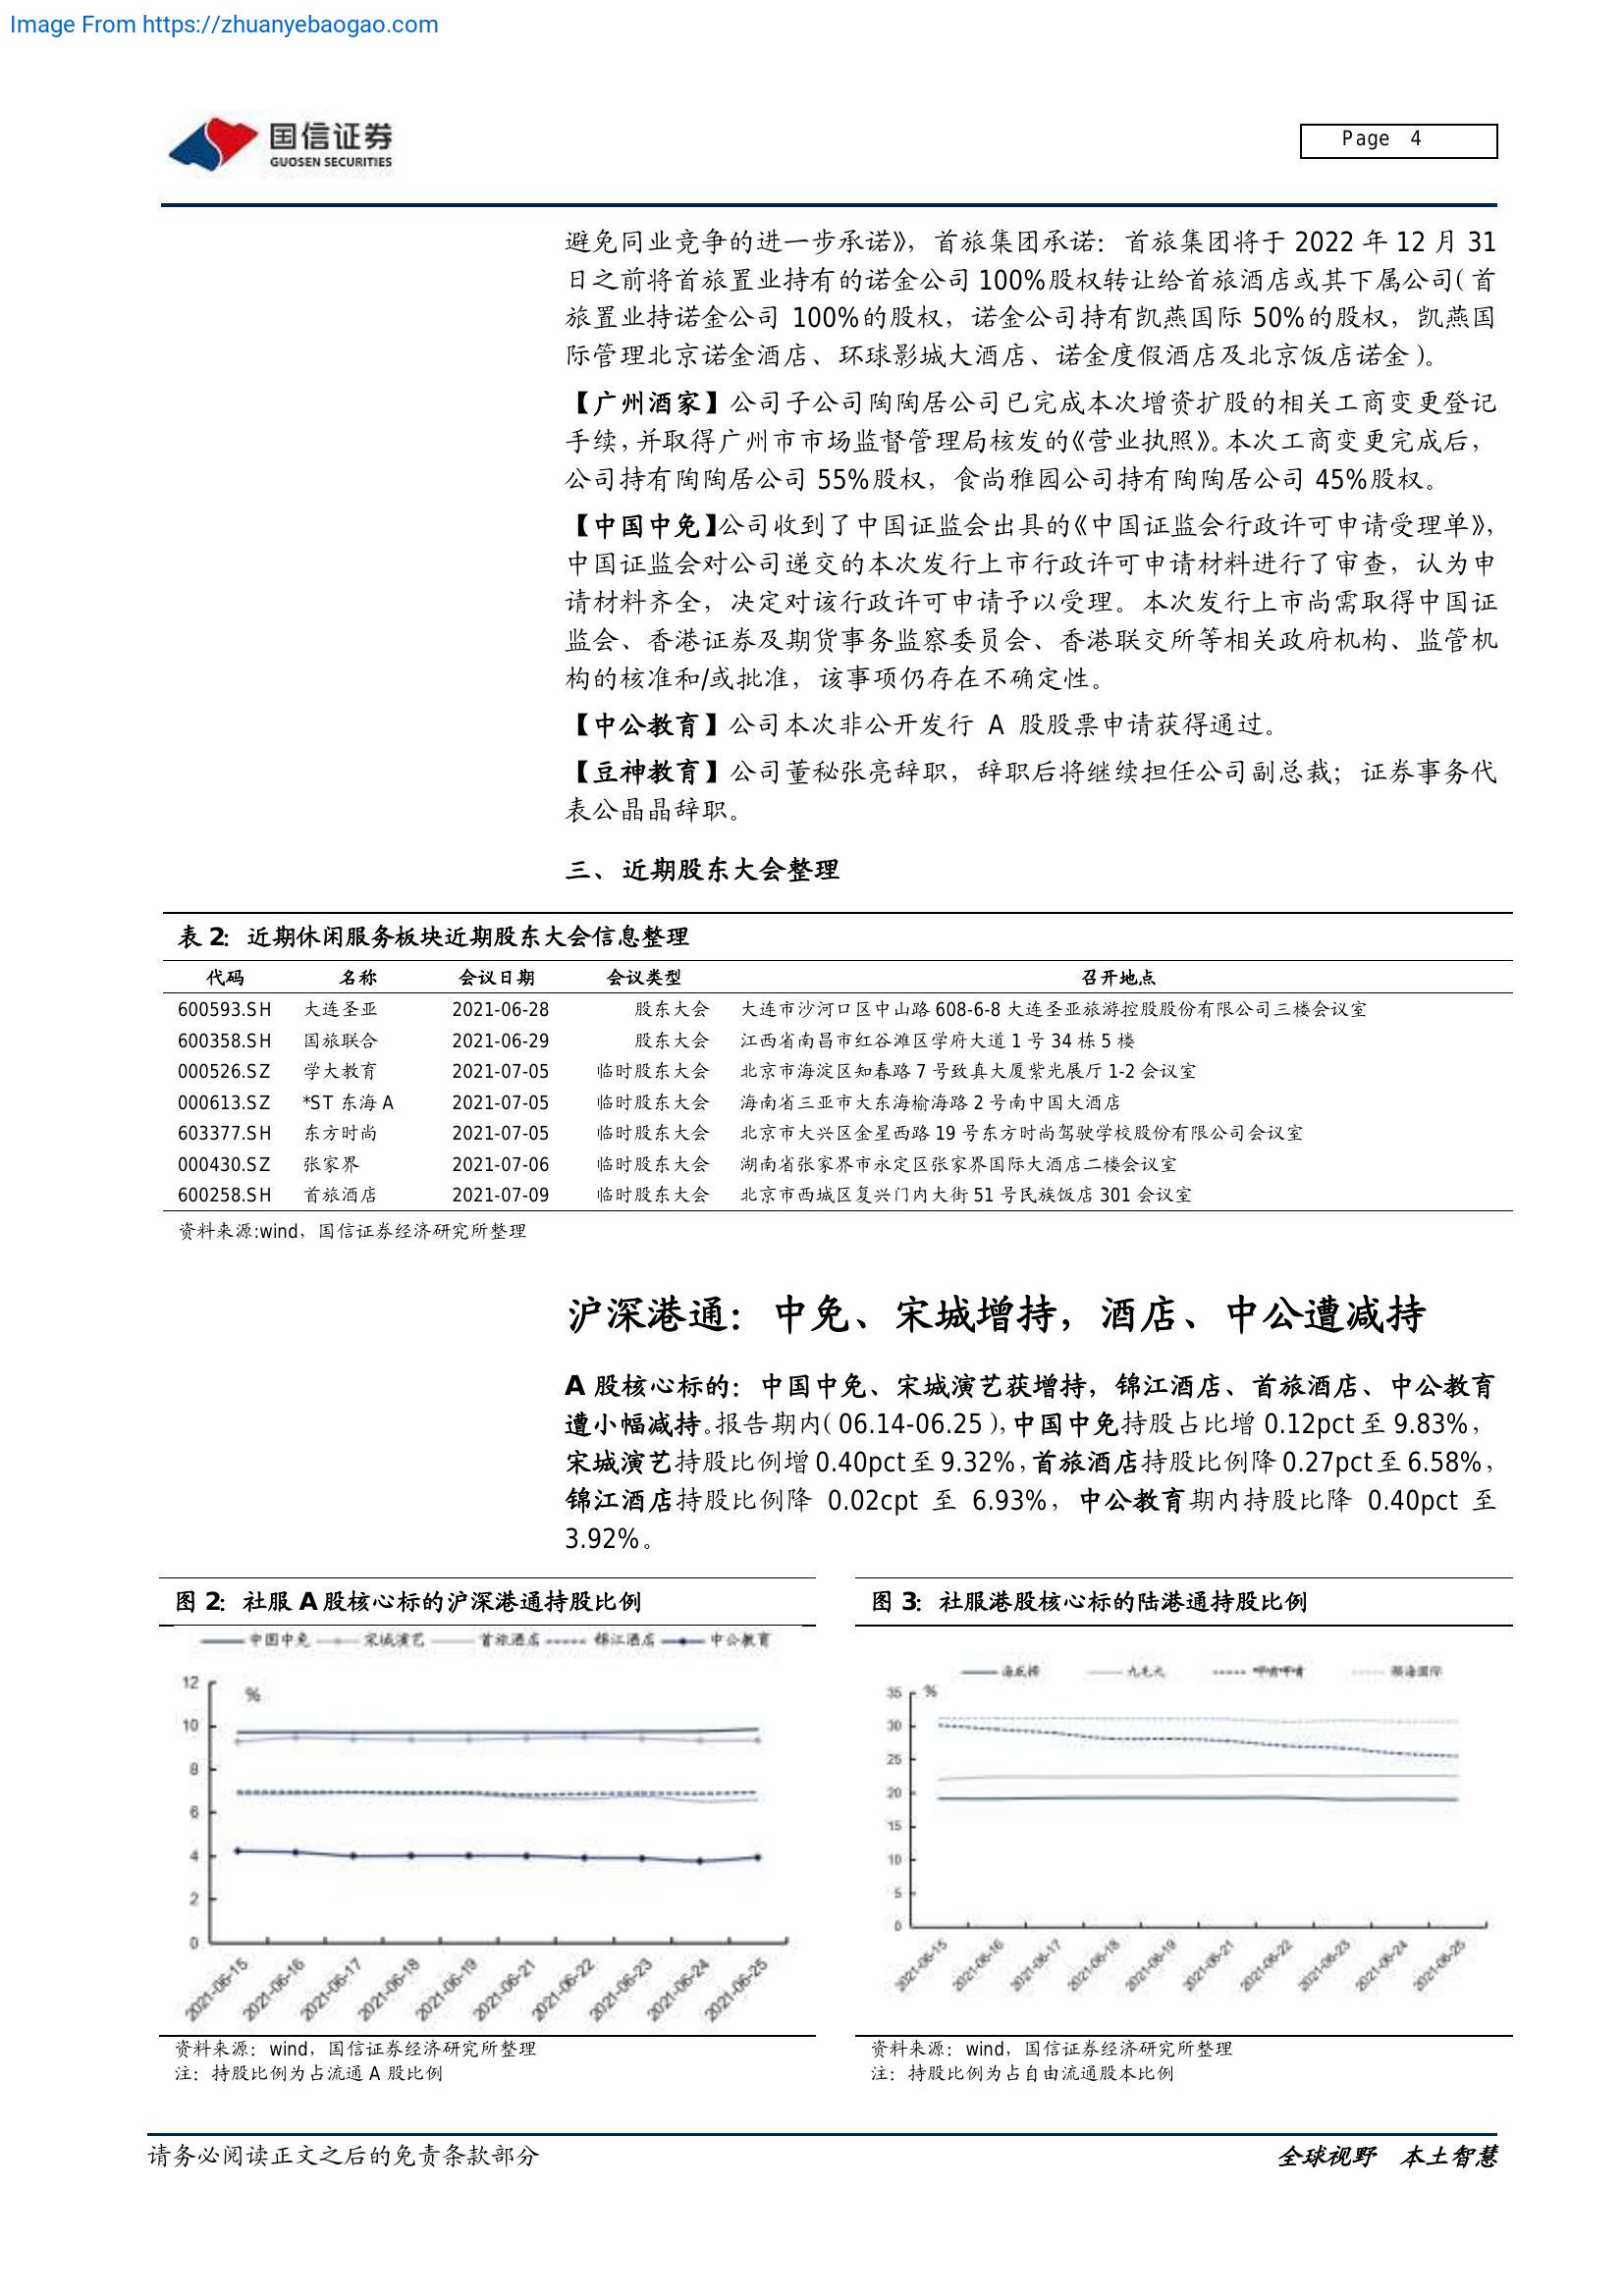 Image From https://zhuanyebaogao.com
国信证券
GUOSEN SECURITIES
Page 4
避免同业竞争的进一步承诺》，首旅集团承诺：首旅集团将于 2022 年 12 月 31
日之前将首旅置业持有的诺金公司 100%股权转让给首旅酒店或其下属公司（首
旅置业持诺金公司 100%的股权，诺金公司持有凯燕国际 50%的股权，凯燕国
际管理北京诺金酒店、环球影城大酒店、诺金度假酒店及北京饭店诺金）。
【广州酒家】公司子公司陶陶居公司已完成本次增资扩股的相关工商变更登记
手续，并取得广州市市场监督管理局核发的《营业执照》。本次工商变更完成后，
公司持有陶陶居公司 55%股权，食尚雅园公司持有陶陶居公司 45%股权。
【中国中免】公司收到了中国证监会出具的《中国证监会行政许可申请受理单》，
中国证监会对公司递交的本次发行上市行政许可申请材料进行了审查，认为申
请材料齐全，决定对该行政许可申请予以受理。本次发行上市尚需取得中国证
监会、香港证券及期货事务监察委员会、香港联交所等相关政府机构、监管机
构的核准和/或批准，该事项仍存在不确定性。
【中公教育】公司本次非公开发行 A 股股票申请获得通过。
【豆神教育】公司董秘张亮辞职，辞职后将继续担任公司副总裁；证券事务代
表公晶晶辞职。
三、近期股东大会整理
表 2：近期休闲服务板块近期股东大会信息整理
代码 名称 会议日期 会议类型 召开地点
600593.SH 大连圣亚 2021-06-28 股东大会 大连市沙河口区中山路 608-6-8 大连圣亚旅游控股股份有限公司三楼会议室
600358.SH 国旅联合 2021-06-29 股东大会 江西省南昌市红谷滩区学府大道 1 号 34 栋 5 楼
000526.SZ 学大教育 2021-07-05 临时股东大会 北京市海淀区知春路 7 号致真大厦紫光展厅 1-2 会议室
000613.SZ *ST 东海 A 2021-07-05 临时股东大会 海南省三亚市大东海榆海路 2 号南中国大酒店
603377.SH 东方时尚 2021-07-05 临时股东大会 北京市大兴区金星西路 19 号东方时尚驾驶学校股份有限公司会议室
000430.SZ 张家界 2021-07-06 临时股东大会 湖南省张家界市永定区张家界国际大酒店二楼会议室
600258.SH 首旅酒店 2021-07-09 临时股东大会 北京市西城区复兴门内大街 51 号民族饭店 301 会议室
资料来源:wind，国信证券经济研究所整理
沪深港通：中免、宋城增持，酒店、中公遭减持
A 股核心标的：中国中免、宋城演艺获增持，锦江酒店、首旅酒店、中公教育
遭小幅减持。报告期内（06.14-06.25），中国中免持股占比增 0.12pct 至 9.83%，
宋城演艺持股比例增 0.40pct 至 9.32%，首旅酒店持股比例降 0.27pct 至 6.58%，
锦江酒店持股比例降 0.02cpt 至 6.93%，中公教育期内持股比降 0.40pct 至
3.92%。
图 2：社服 A 股核心标的沪深港通持股比例
中国中免 宋城演艺 首旅酒店 锦江酒店 中公教育
%
12
10
8
6
4
2
0
2021-06-15 2021-06-16 2021-06-17 2021-06-18 2021-06-19 2021-06-21 2021-06-22 2021-06-23 2021-06-24 2021-06-25
资料来源：wind，国信证券经济研究所整理
注：持股比例为占流通 A 股比例
图 3：社服港股核心标的陆港通持股比例
海底捞 九毛九 呷哺呷哺 颐海国际
%
35
30
25
20
15
10
5
0
2021-06-15 2021-06-16 2021-06-17 2021-06-18 2021-06-19 2021-06-21 2021-06-22 2021-06-23 2021-06-24 2021-06-25
资料来源：wind，国信证券经济研究所整理
注：持股比例为占自由流通股本比例
请务必阅读正文之后的免责条款部分
全球视野 本土智慧